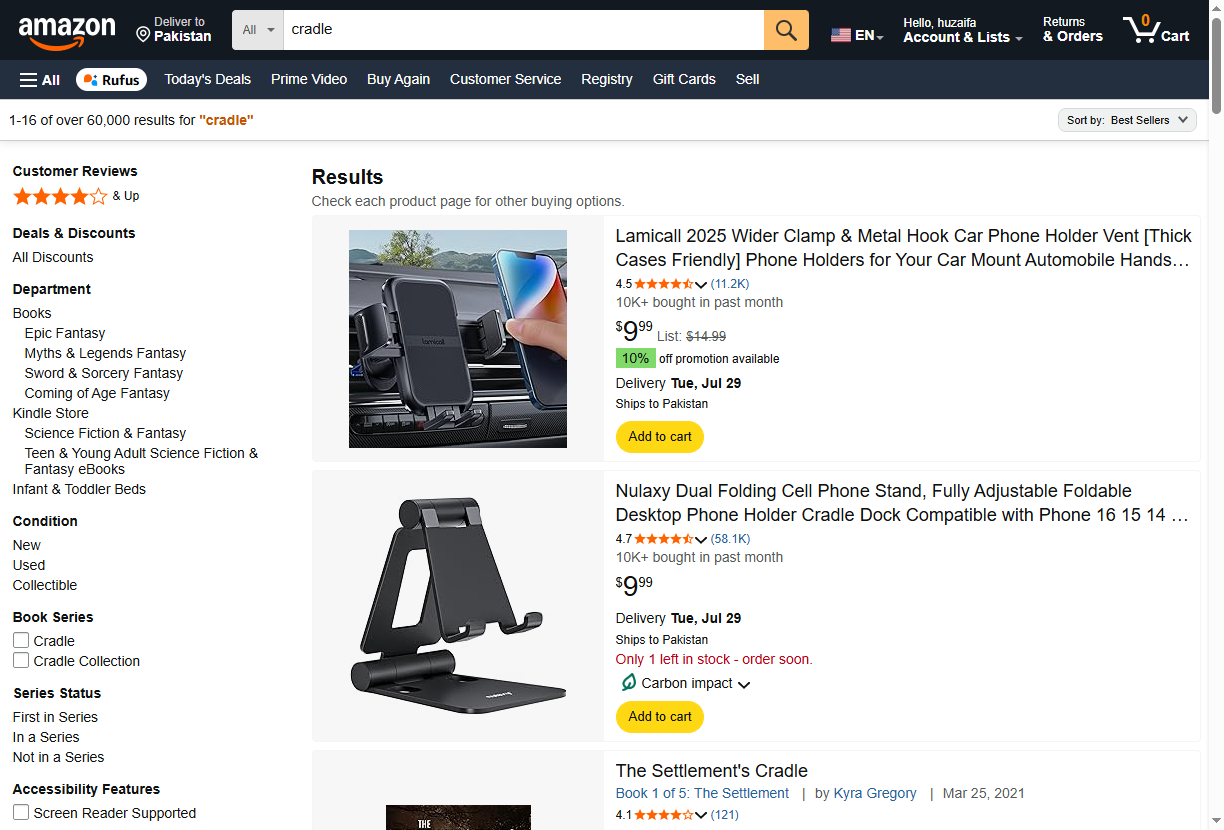 amazon
Deliver to
Pakistan
All
cradle
EN
Hello, huzaifa
Account & Lists
Returns
& Orders
0
Cart
All
Rufus
Today's Deals
Prime Video
Buy Again
Customer Service
Registry
Gift Cards
Sell
1-16 of over 60,000 results for "cradle"
Sort by: Best Sellers
Customer Reviews
& Up
Deals & Discounts
All Discounts
Department
Books
Epic Fantasy
Myths & Legends Fantasy
Sword & Sorcery Fantasy
Coming of Age Fantasy
Kindle Store
Science Fiction & Fantasy
Teen & Young Adult Science Fiction &
Fantasy eBooks
Infant & Toddler Beds
Condition
New
Used
Collectible
Book Series
Cradle
Cradle Collection
Series Status
First in Series
In a Series
Not in a Series
Accessibility Features
Screen Reader Supported
Results
Check each product page for other buying options.
lamicall
Lamicall 2025 Wider Clamp & Metal Hook Car Phone Holder Vent [Thick
Cases Friendly] Phone Holders for Your Car Mount Automobile Hands…
4.5 (11.2K)
10K+ bought in past month
$9.99 List: $14.99
10% off promotion available
Delivery Tue, Jul 29
Ships to Pakistan
Add to cart
Nulaxy Dual Folding Cell Phone Stand, Fully Adjustable Foldable
Desktop Phone Holder Cradle Dock Compatible with Phone 16 15 14 …
4.7 (58.1K)
10K+ bought in past month
$9.99
Delivery Tue, Jul 29
Ships to Pakistan
Only 1 left in stock - order soon.
Carbon impact
Add to cart
THE
The Settlement's Cradle
Book 1 of 5: The Settlement | by Kyra Gregory | Mar 25, 2021
4.1 (121)